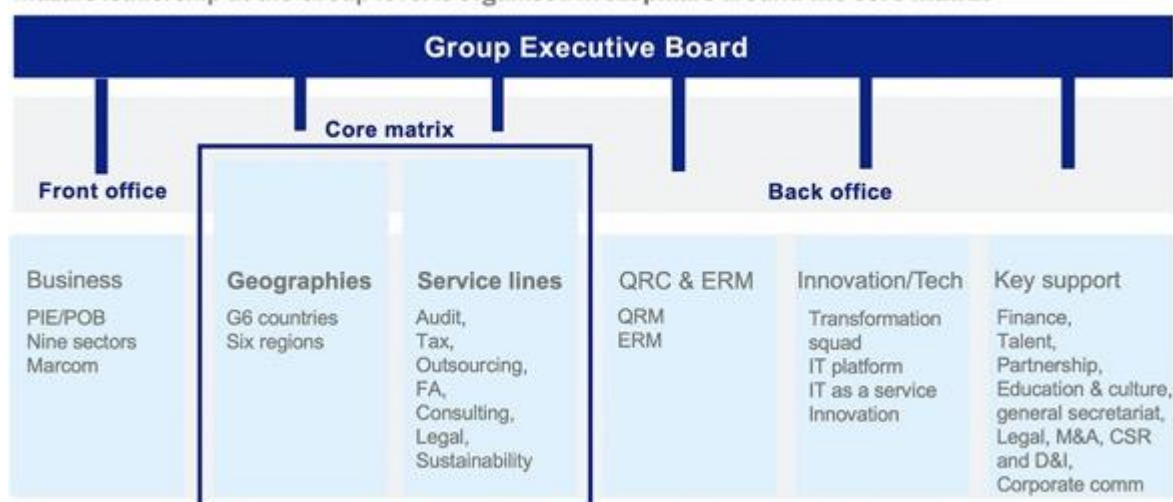 Group Executive Board
Core matrix
Front office
Back office
Business
PIE/POB
Nine sectors
Marcom
Geographies
G6 countries
Six regions
Service lines
Audit,
Tax,
Outsourcing,
FA,
Consulting,
Legal,
Sustainability
QRC & ERM
QRM
ERM
Innovation/Tech
Transformation
squad
IT platform
IT as a service
Innovation
Key support
Finance,
Talent,
Partnership,
Education & culture,
general secretariat,
Legal, M&A, CSR
and D&I,
Corporate comm